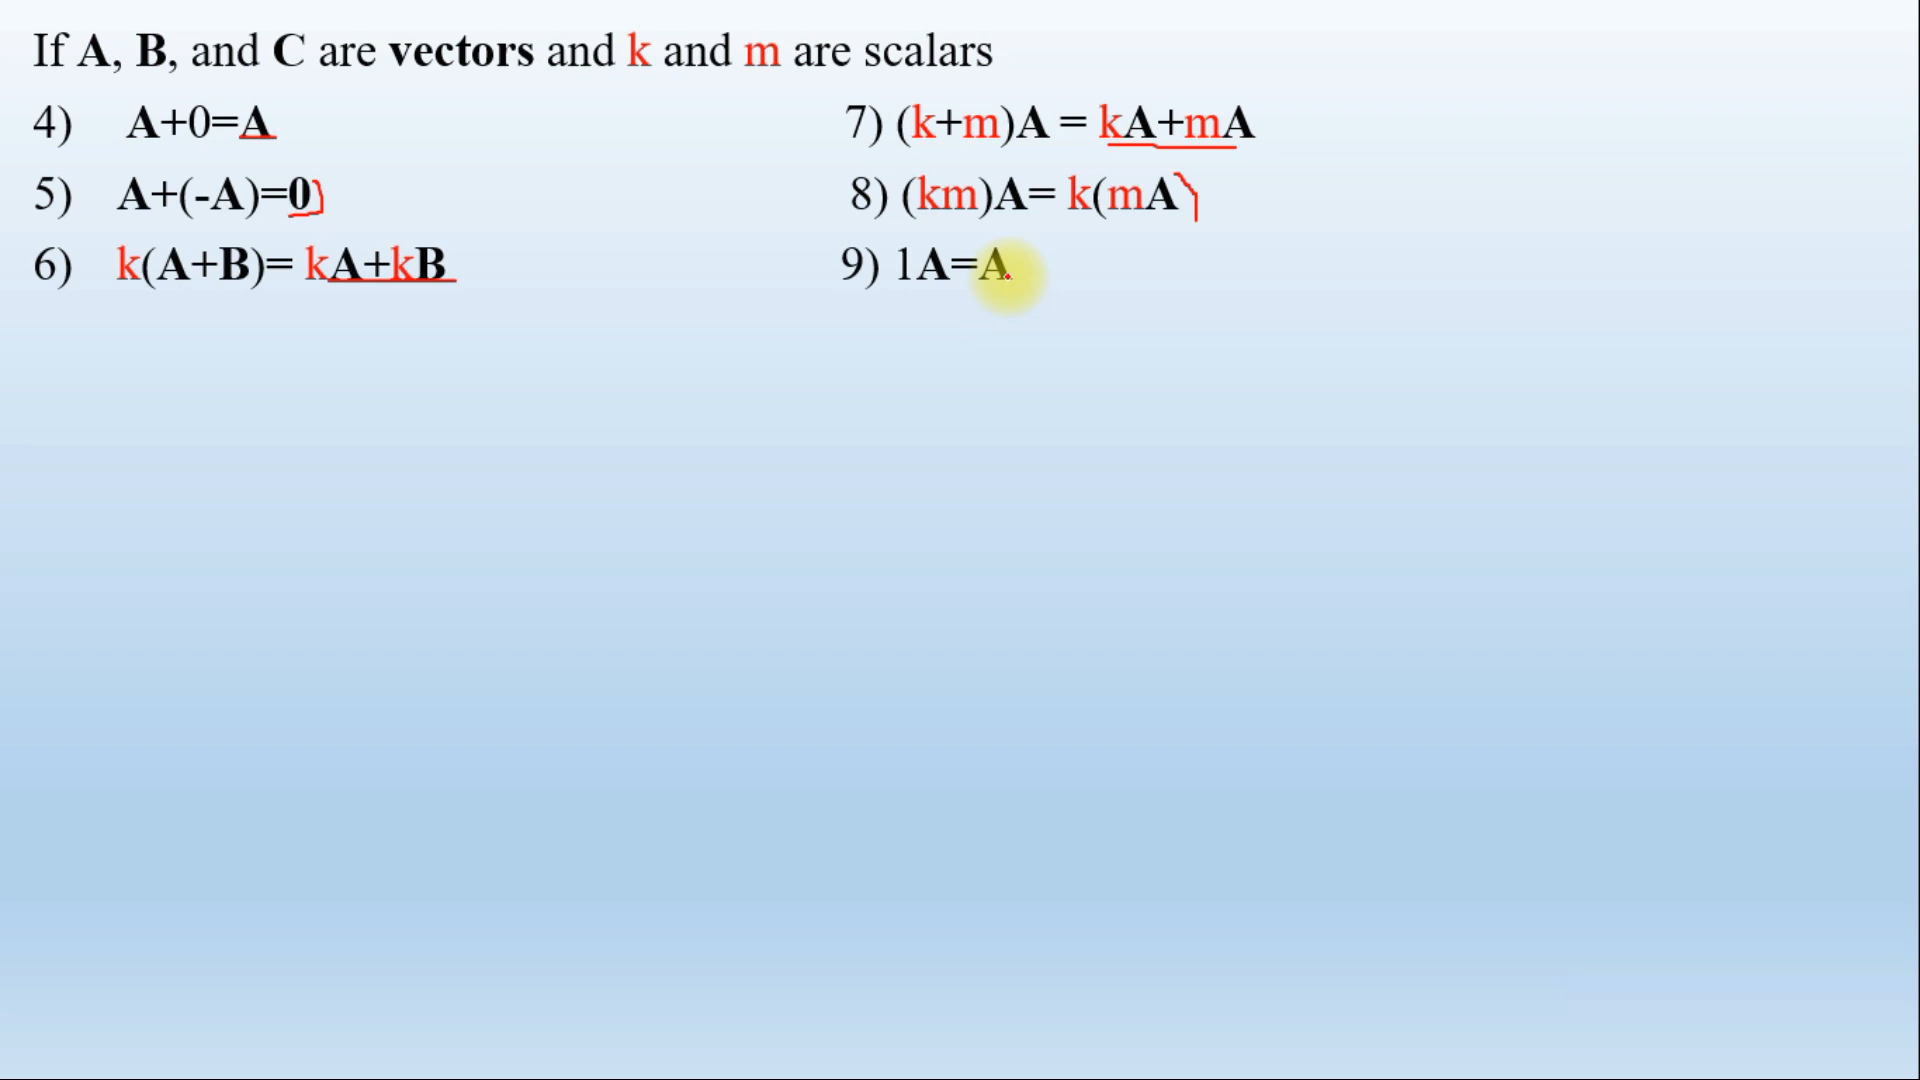 If A, B, and C are vectors and k and m are scalars
4) A+0=A
5) A+(-A)=0
6) k(A+B)= kA+kB
7) (k+m)A = kA+mA
8) (km)A= k(mA)
9) 1A=A